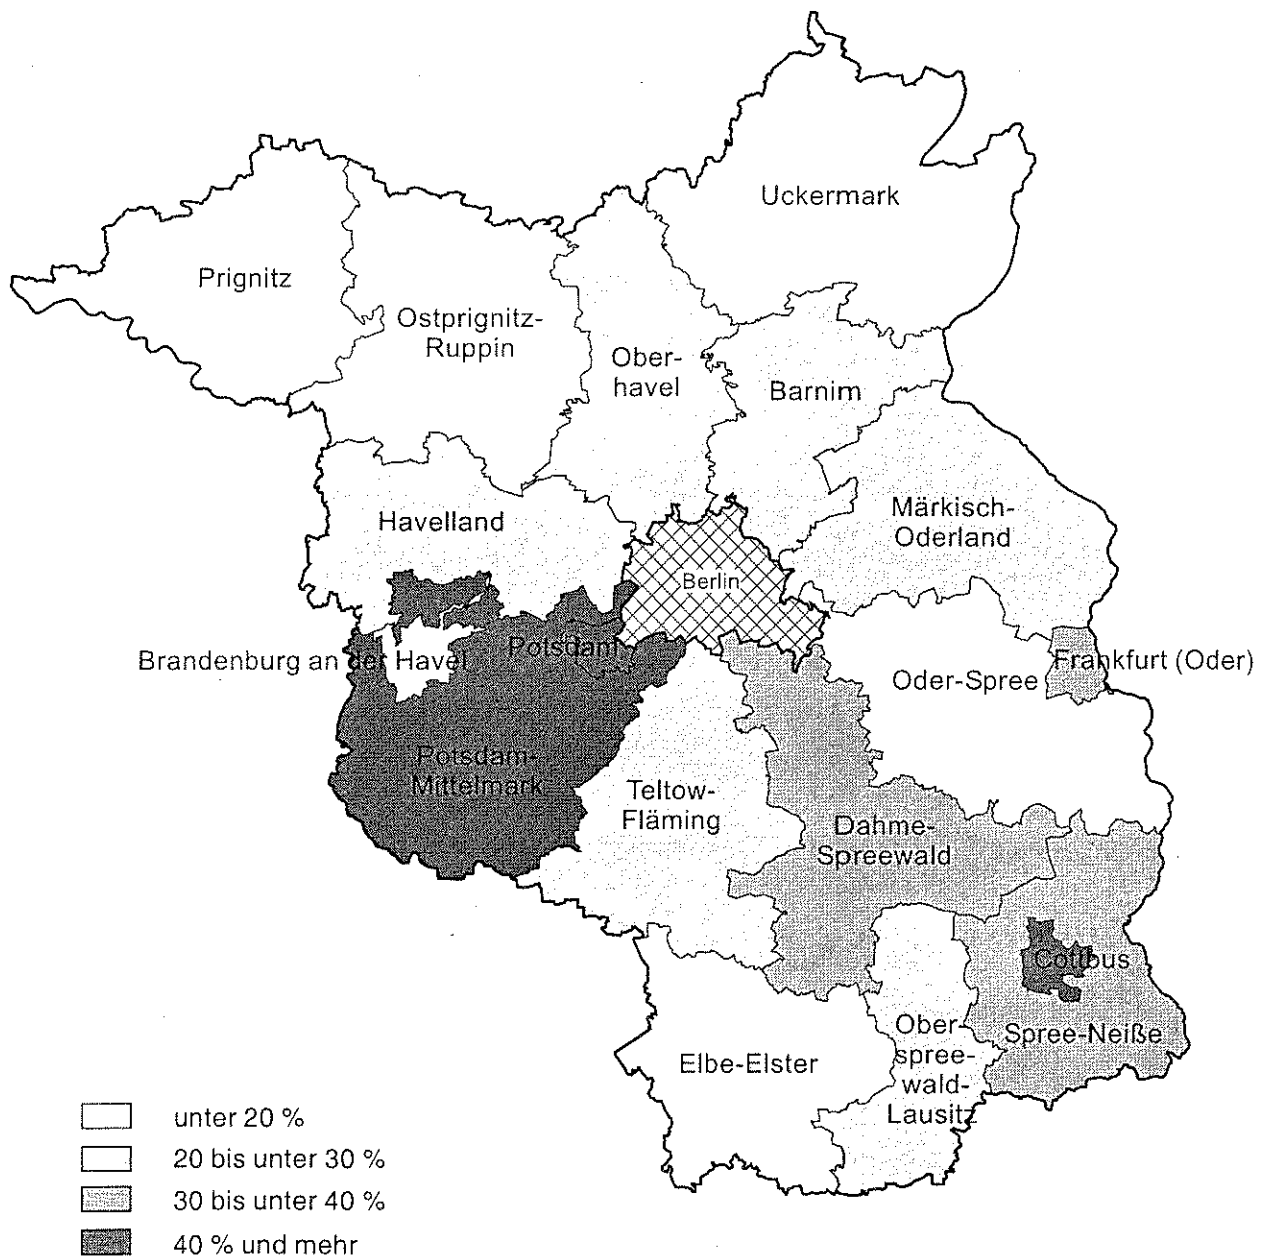 Uckermark
Prignitz
Ostprignitz-
Ruppin
Ober-
havel
Barnim
Havelland
Märkisch-
Oderland
Berlin
Brandenburg an der Havel
Potsdam
Frankfurt (Oder)
Oder-Spree
Potsdam-
Mittelmark
Teltow-
Fläming
Dahme-
Spreewald
Cottbus
Spree-Neiße
Elbe-Elster
Ober-
spree-
wald-
Lausitz
unter 20 %
20 bis unter 30 %
30 bis unter 40 %
40 % und mehr